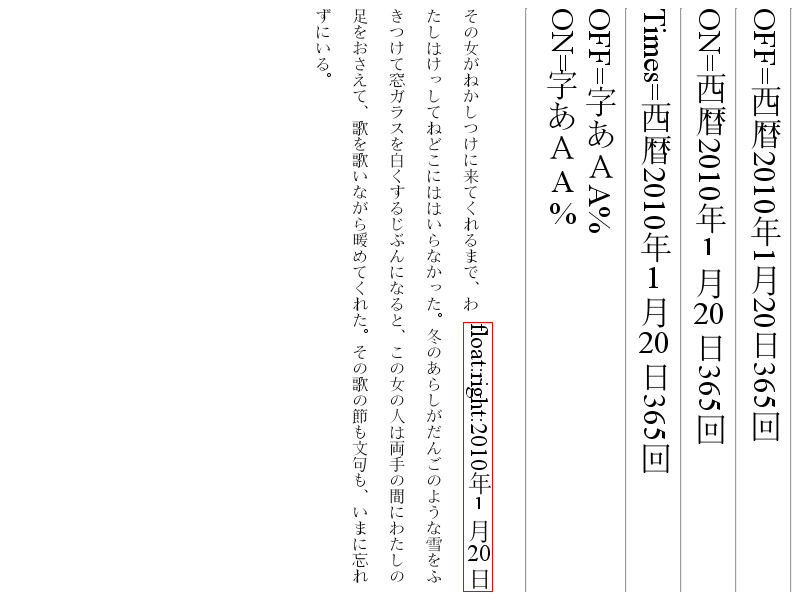 OFF=西暦2010年1月20日365回
ON=西暦2010年1月20日365回
Times=西暦2010年1月20日365回
OFF=字あＡA%
ON=字あＡA%
その女がねかしつけに来てくれるまで、わ
float:right:2010年1月20日
たしはけっしてねどこにははいらなかった。冬のあらしがだんごのような雪をふ
きつけて窓ガラスを白くするじぶんになると、この女の人は両手の間にわたしの
足をおさえて、歌を歌いながら暖めてくれた。その歌の節も文句も、いまに忘れ
ずにいる。